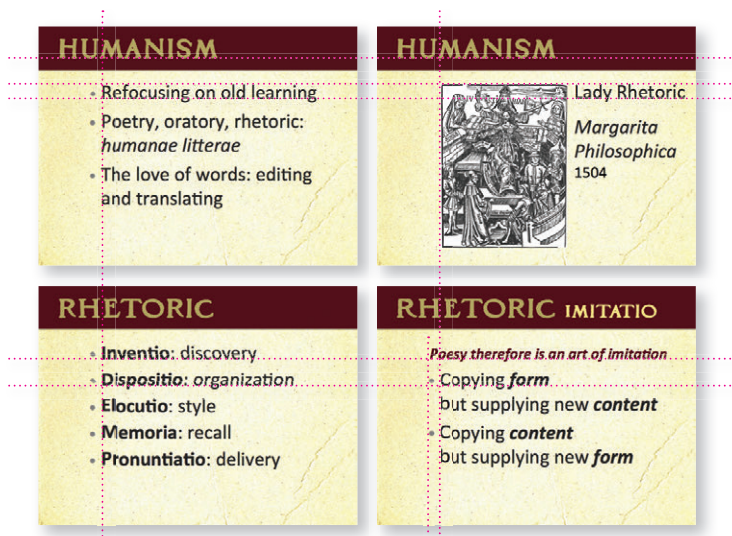 HUMANISM
• Refocusing on old learning
• Poetry, oratory, rhetoric:
humanae litterae
• The love of words: editing
and translating
HUMANISM
Lady Rhetoric
Margarita
Philosophica
1504
RHETORIC
• Inventio: discovery
• Dispositio: organization
• Elocutio: style
• Memoria: recall
• Pronuntiatio: delivery
RHETORIC IMITATIO
Poesy therefore is an art of imitation
• Copying form
but supplying new content
• Copying content
but supplying new form